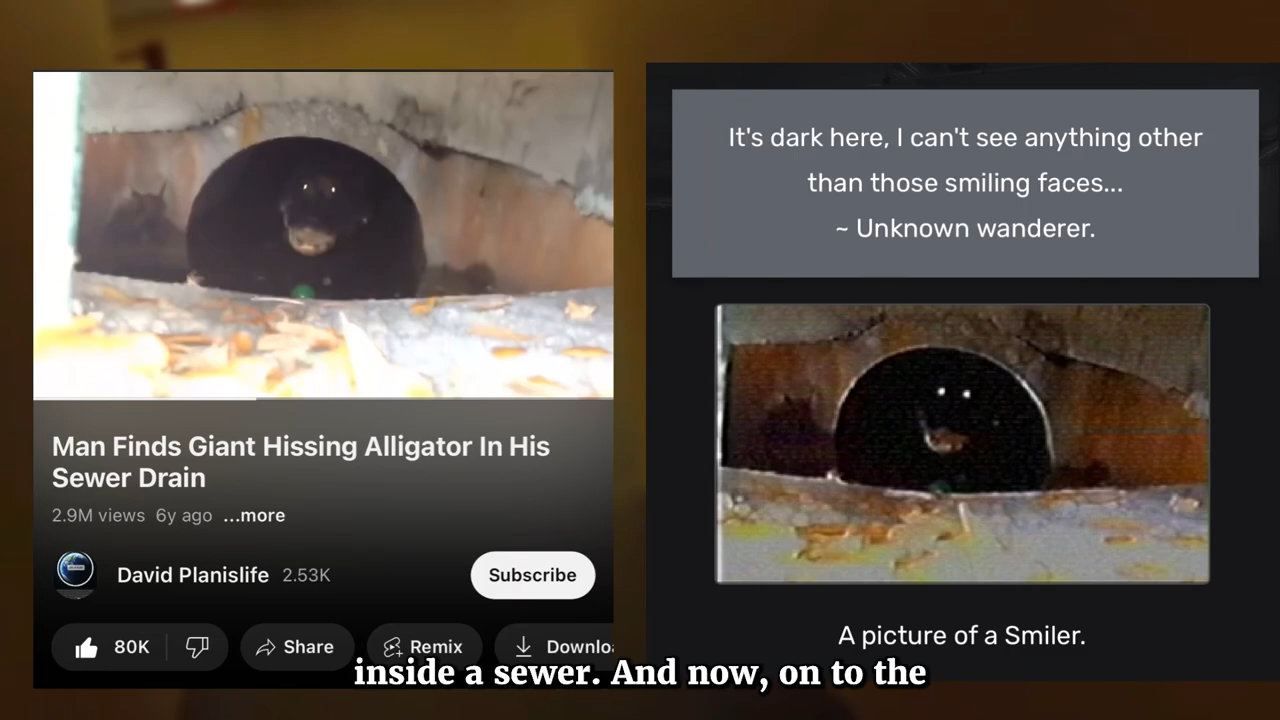 Man Finds Giant Hissing Alligator In His
Sewer Drain
2.9M views 6y ago ...more
David Planislife 2.53K
Subscribe
80K
Share
Remix
Downlo
It's dark here, I can't see anything other
than those smiling faces...
~ Unknown wanderer.
A picture of a Smiler.
inside a sewer. And now, on to the